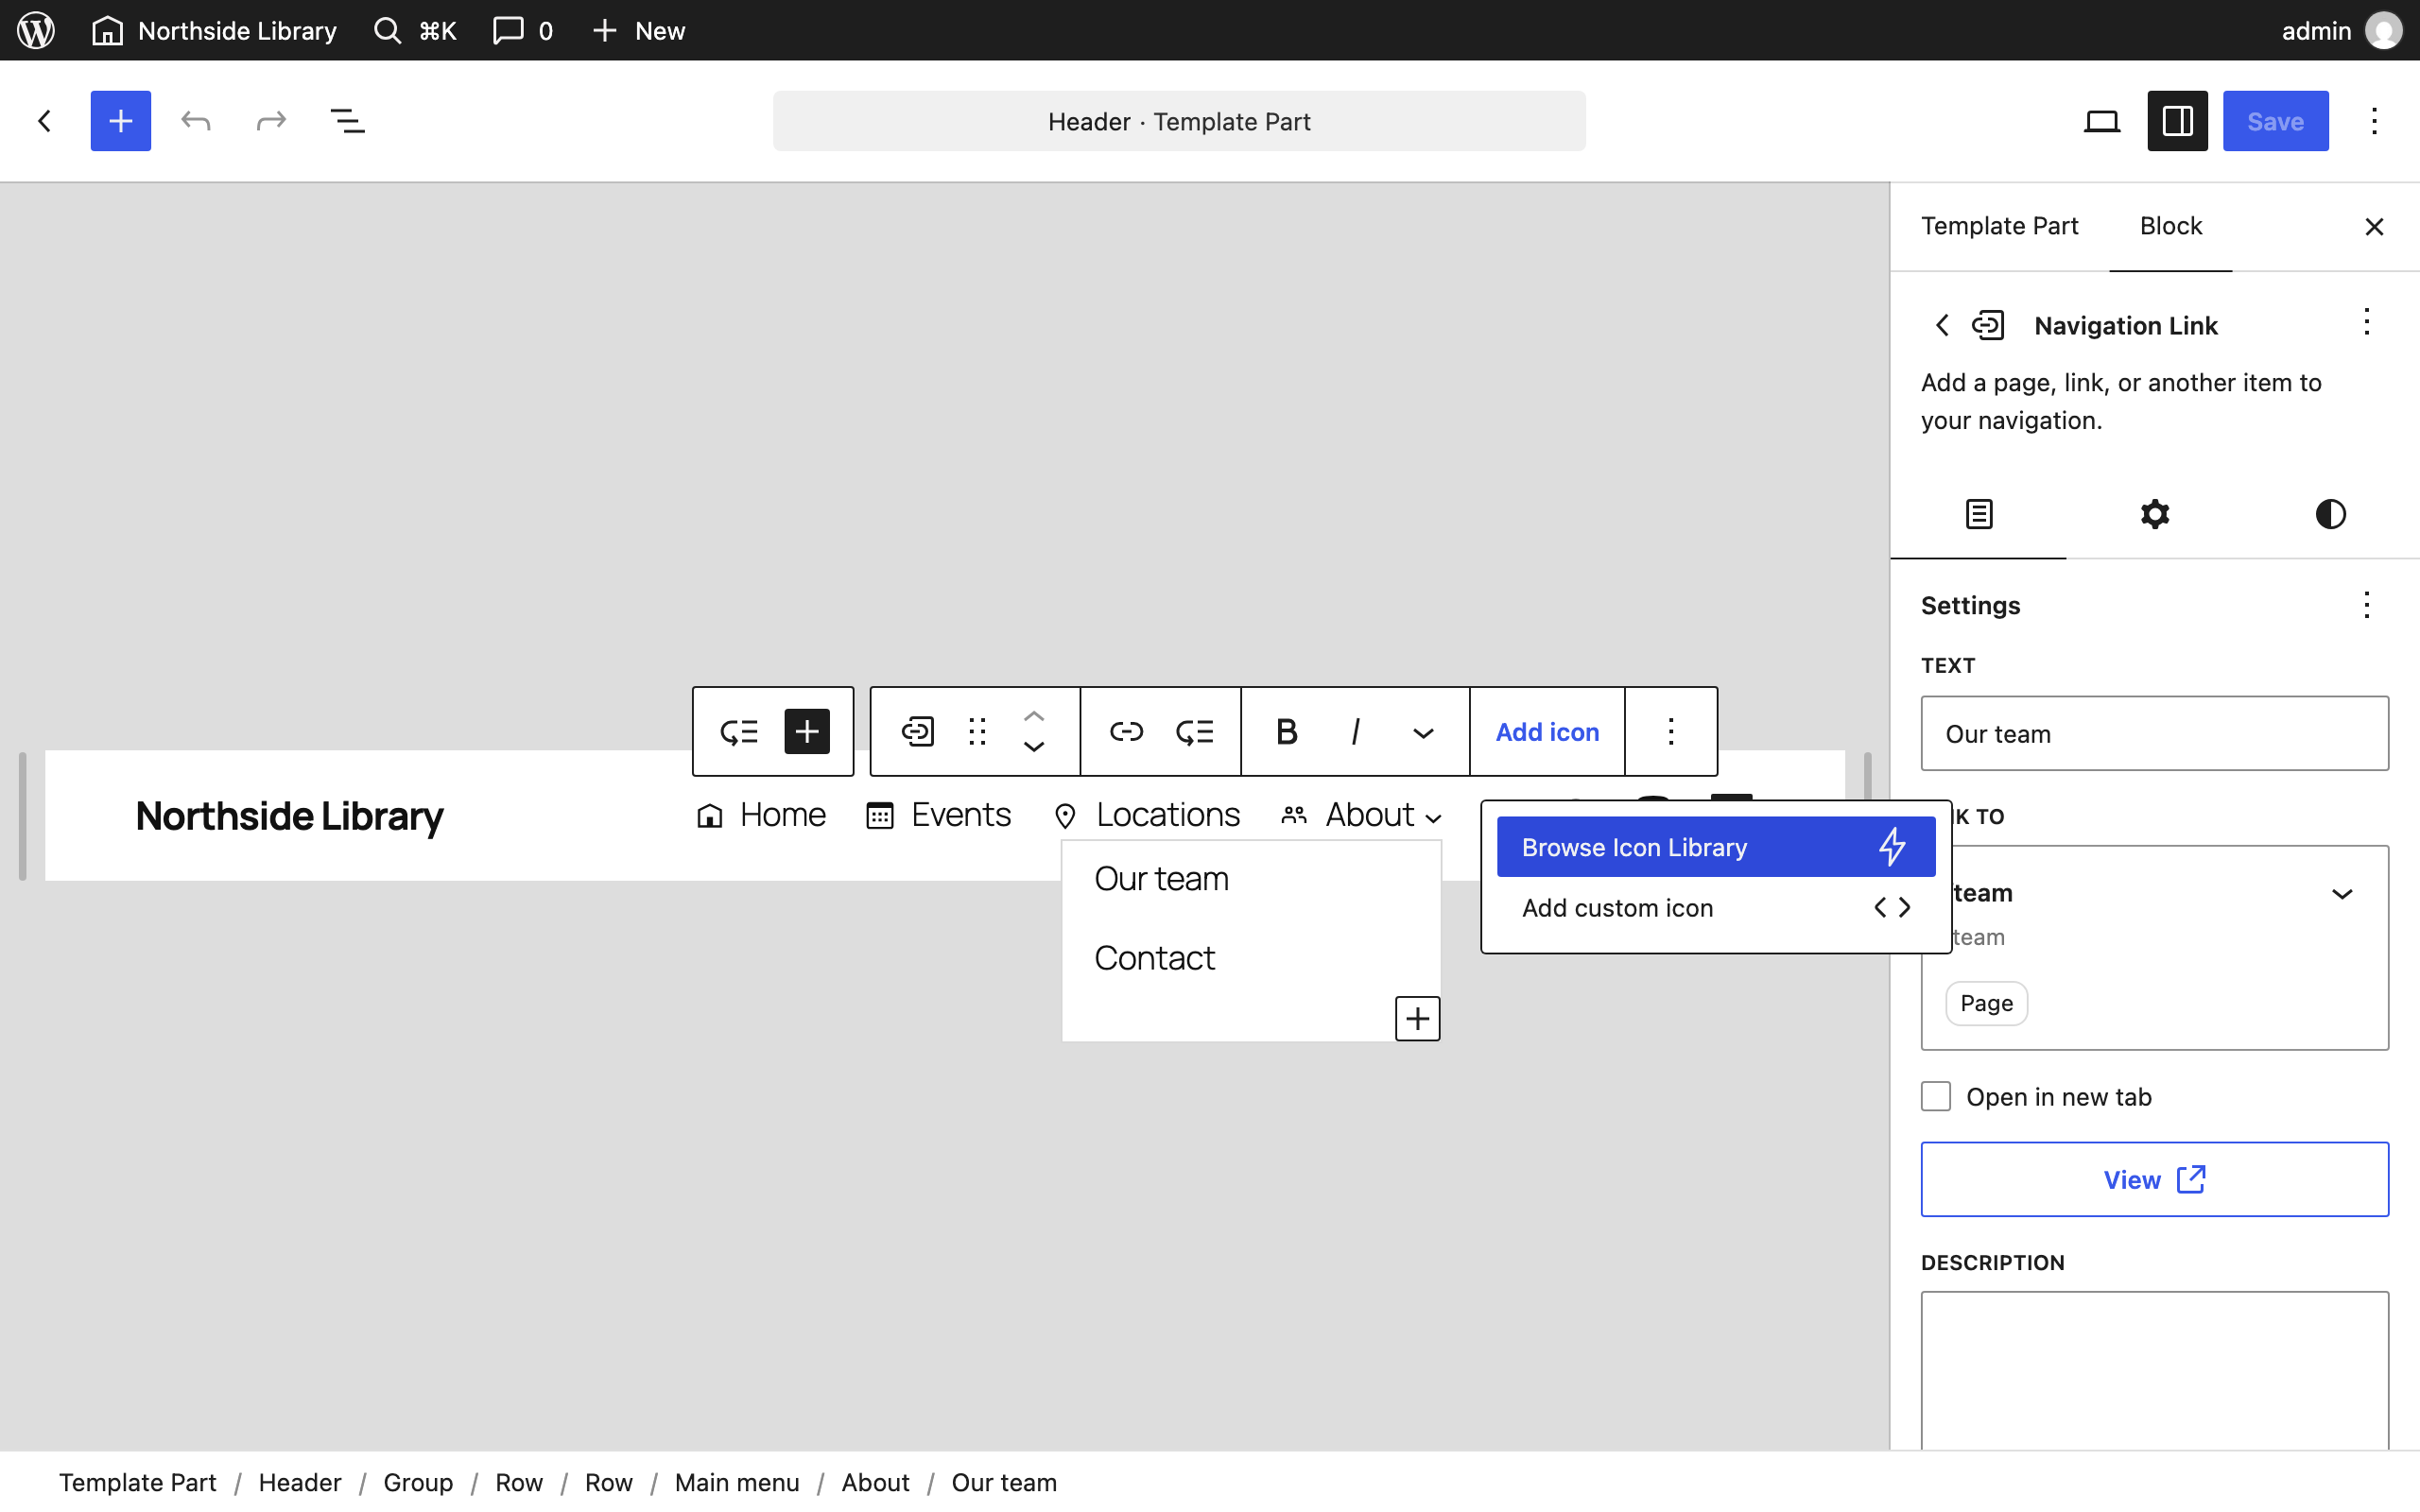 Northside Library ⌘K 0 New admin
Header · Template Part
Save
Template Part Block
Navigation Link
Add a page, link, or another item to
your navigation.
Settings
TEXT
Our team
B I Add icon
Northside Library Home Events Locations About
Our team
Contact
Browse Icon Library
Add custom icon
K TO
team
team
Page
Open in new tab
View
DESCRIPTION
Template Part / Header / Group / Row / Row / Main menu / About / Our team